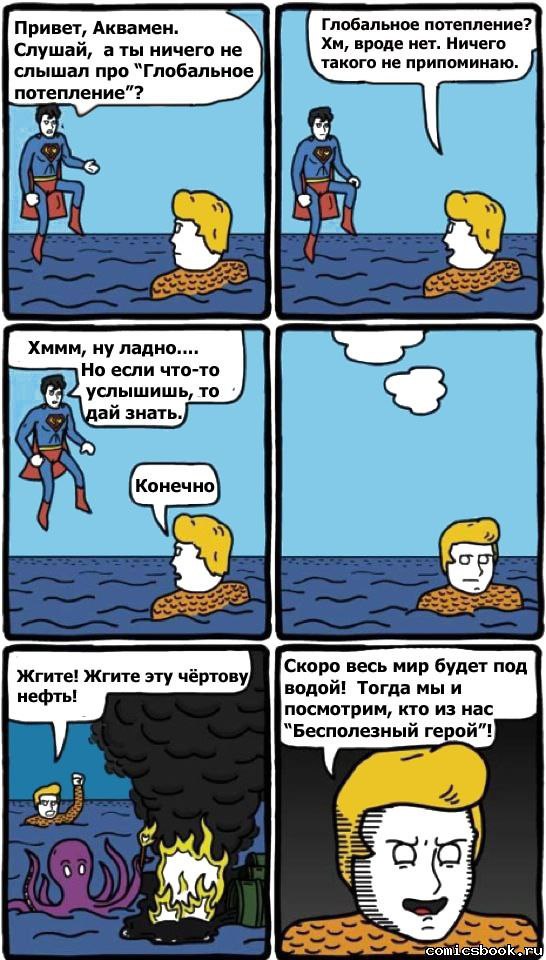 Привет, Аквамен.
Слушай, а ты ничего не
слышал про “Глобальное
потепление”?
Глобальное потепление?
Хм, вроде нет. Ничего
такого не припоминаю.
Хммм, ну ладно....
Но если что-то
услышишь, то
дай знать.
Конечно
Жгите! Жгите эту чёртову
нефть!
Скоро весь мир будет под
водой! Тогда мы и
посмотрим, кто из нас
“Бесполезный герой”!
comicsbook.ru